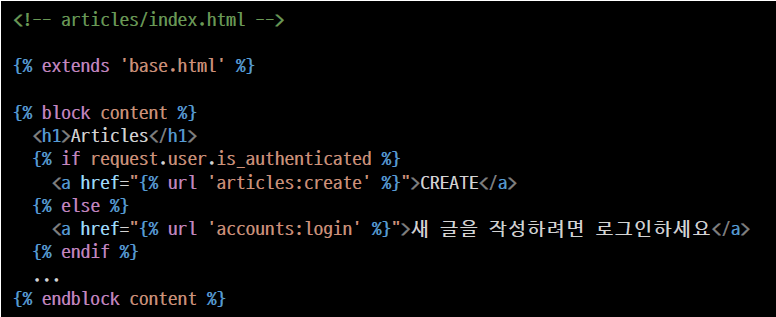 <!-- articles/index.html -->
{% extends 'base.html' %}
{% block content %}
<h1>Articles</h1>
{% if request.user.is_authenticated %}
<a href="{% url 'articles:create' %}">CREATE</a>
{% else %}
<a href="{% url 'accounts:login' %}">새 글을 작성하려면 로그인하세요</a>
{% endif %}
...
{% endblock content %}